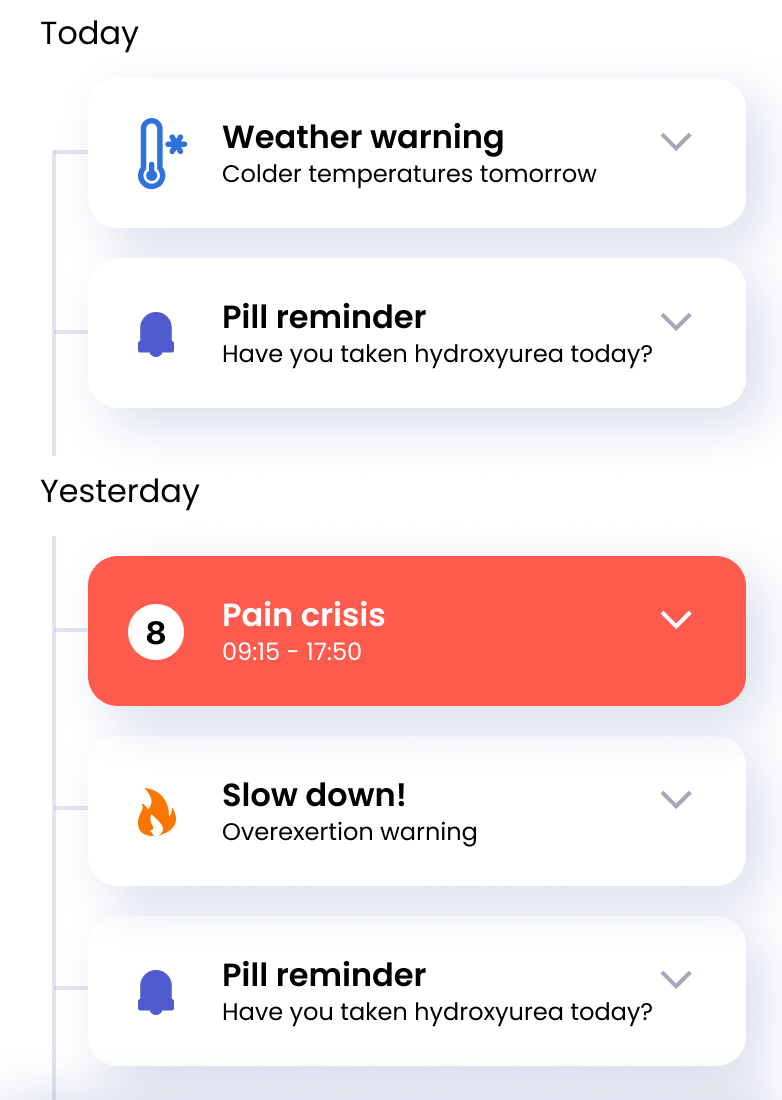 Today
Weather warning
Colder temperatures tomorrow
Pill reminder
Have you taken hydroxyurea today?
Yesterday
8
Pain crisis
09:15 - 17:50
Slow down!
Overexertion warning
Pill reminder
Have you taken hydroxyurea today?